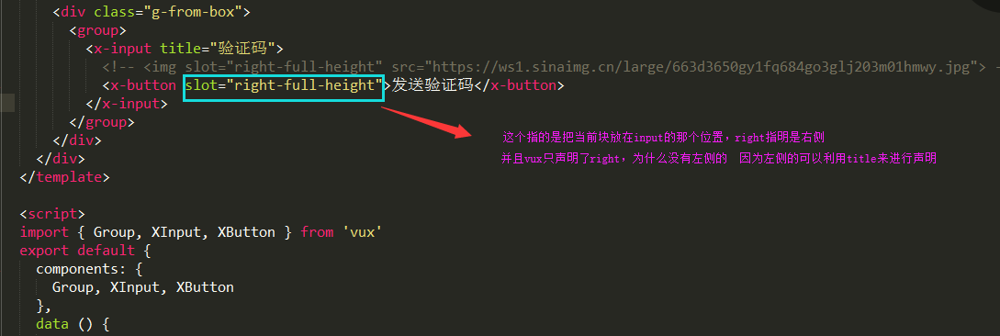 <div class="g-from-box">
<group>
<x-input title="验证码">
<!-- <img slot="right-full-height" src="https://ws1.sinaimg.cn/large/663d3650gy1fq684go3glj203m01hmwy.jpg"> -
<x-button slot="right-full-height">发送验证码</x-button>
</x-input>
</group>
这个指的是把当前块放在input的那个位置，right指明是右侧
</div>
</div>
并且vux只声明了right，为什么没有左侧的 因为左侧的可以利用title来进行声明
</template>
<script>
import { Group, XInput, XButton } from 'vux'
export default {
components: {
Group, XInput, XButton
},
data () {